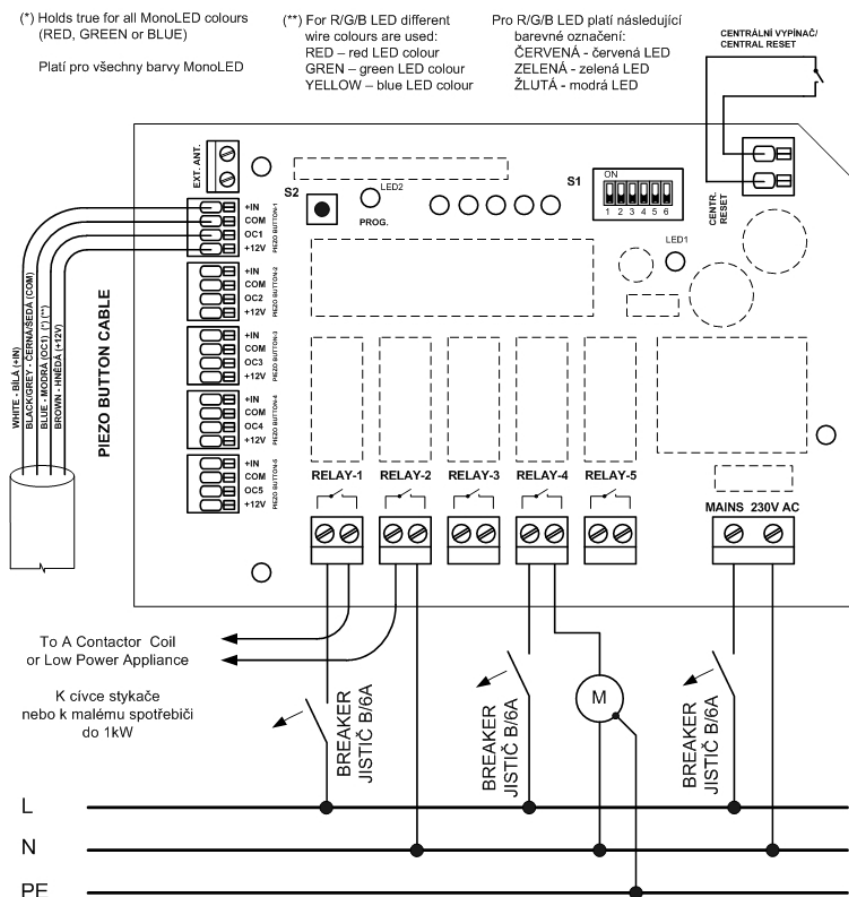 (*) Holds true for all MonoLED colours
(RED, GREEN or BLUE)
Platí pro všechny barvy MonoLED
(**) For R/G/B LED different
wire colours are used:
RED – red LED colour
GREN – green LED colour
YELLOW – blue LED colour
Pro R/G/B LED platí následující
barevné označení:
ČERVENÁ - červená LED
ZELENÁ - zelená LED
ŽLUTÁ - modrá LED
CENTRÁLNÍ VYPÍNAČ/
CENTRAL RESET
EXT. ANT.
S2
LED2
PROG.
S1
ON
1 2 3 4 5 6
CENTR.
RESET
LED1
+IN
COM
OC1
+12V
PIEZO BUTTON-1
+IN
COM
OC2
+12V
PIEZO BUTTON-2
+IN
COM
OC3
+12V
PIEZO BUTTON-3
+IN
COM
OC4
+12V
PIEZO BUTTON-4
+IN
COM
OC5
+12V
PIEZO BUTTON-5
WHITE - BÍLÁ (+IN)
BLACK/GREY - ČERNÁ/ŠEDÁ (COM)
BLUE - MODRÁ (OC1) (*) (**)
BROWN - HNĚDÁ (+12V)
PIEZO BUTTON CABLE
RELAY-1
RELAY-2
RELAY-3
RELAY-4
RELAY-5
MAINS 230V AC
To A Contactor Coil
or Low Power Appliance
K cívce stykače
nebo k malému spotřebiči
do 1kW
BREAKER
JISTIČ B/6A
BREAKER
JISTIČ B/6A
M
BREAKER
JISTIČ B/6A
L
N
PE